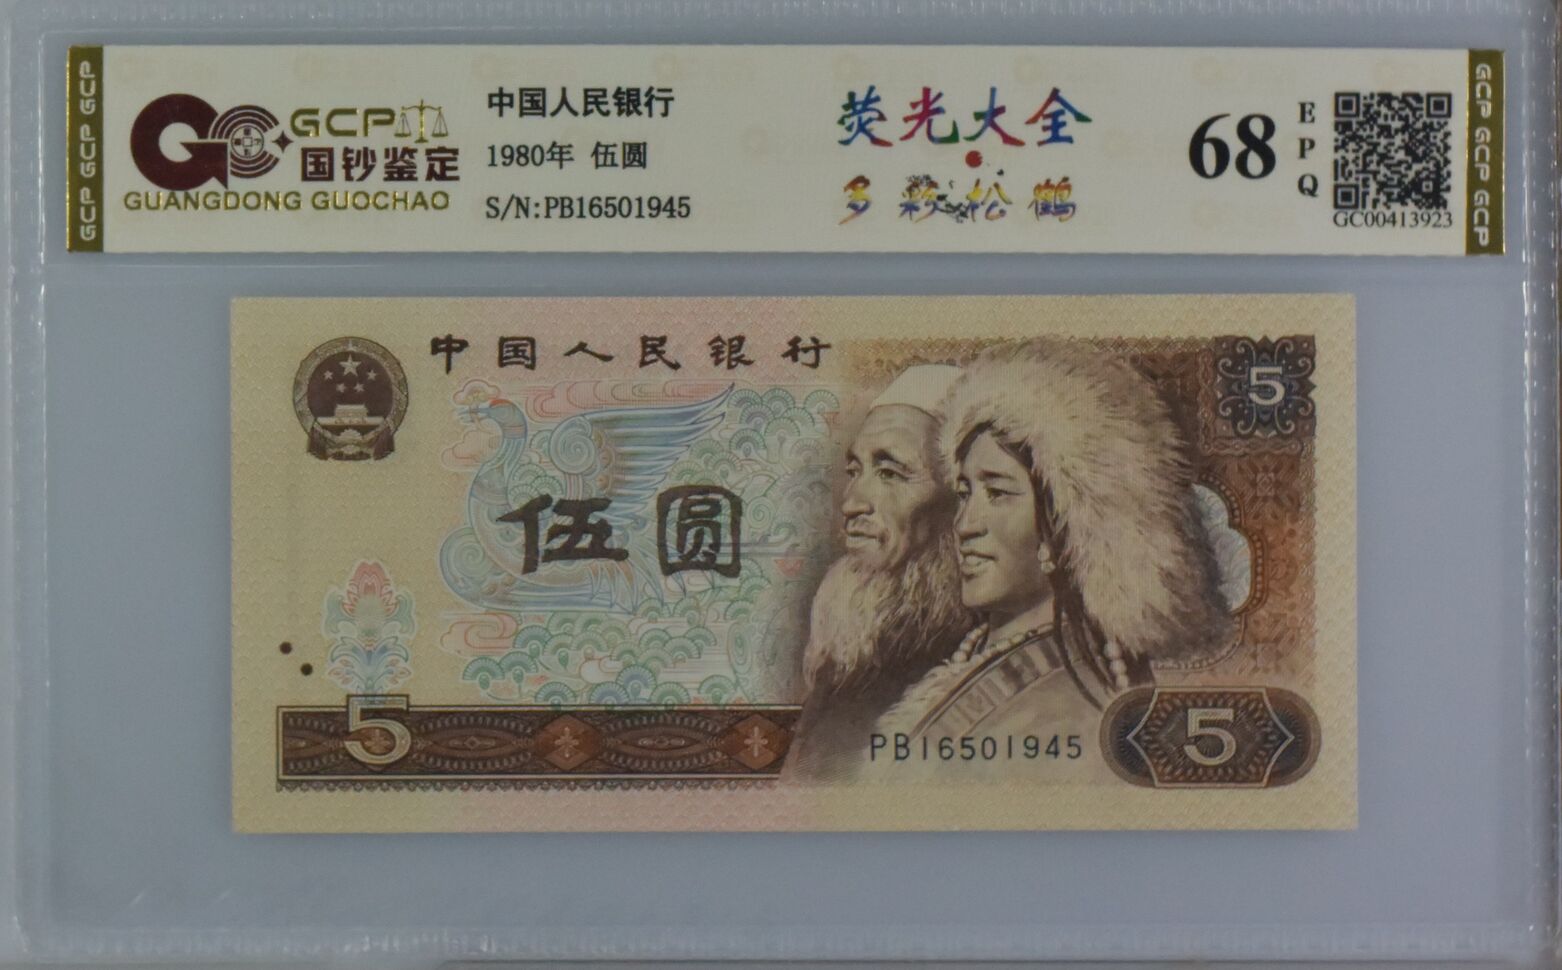 GCP GCP GCP
GCP
国钞鉴定
GUANGDONG GUOCHAO
中国人民银行
1980年 伍圆
S/N:PB16501945
荧光大全
多颗松鹤
68
EPQ
GC00413923
GCP GCP GCP
中国人民银行
5
伍圆
5
PB16501945
5